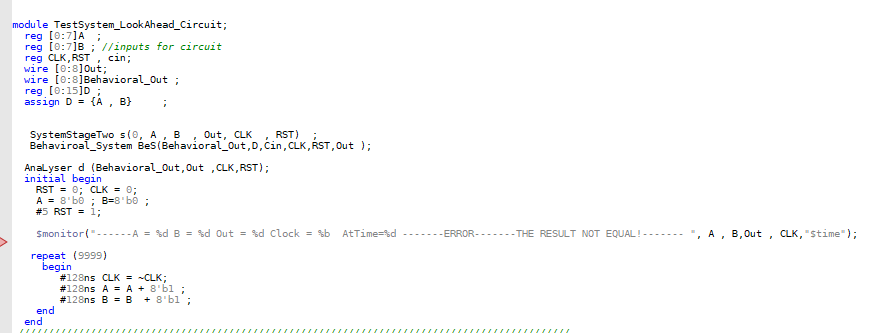 module TestSystem_LookAhead_Circuit;
reg [0:7]A ;
reg [0:7]B ; //inputs for circuit
reg CLK,RST , cin;
wire [0:8]Out;
wire [0:8]Behavioral_Out ;
reg [0:15]D ;
assign D = {A , B} ;
SystemStageTwo s(0, A , B , Out, CLK , RST) ;
Behaviroal_System BeS(Behavioral_Out,D,Cin,CLK,RST,Out );
AnaLyser d (Behavioral_Out,Out ,CLK,RST);
initial begin
RST = 0; CLK = 0;
A = 8'b0 ; B=8'b0 ;
#5 RST = 1;
$monitor("------A = %d B = %d Out = %d Clock = %b AtTime=%d -------ERROR-------THE RESULT NOT EQUAL!------- ", A , B,Out , CLK,"$time");
repeat (9999)
begin
#128ns CLK = ~CLK;
#128ns A = A + 8'b1 ;
#128ns B = B + 8'b1 ;
end
end
////////////////////////////////////////////////////////////////////////////////////////////